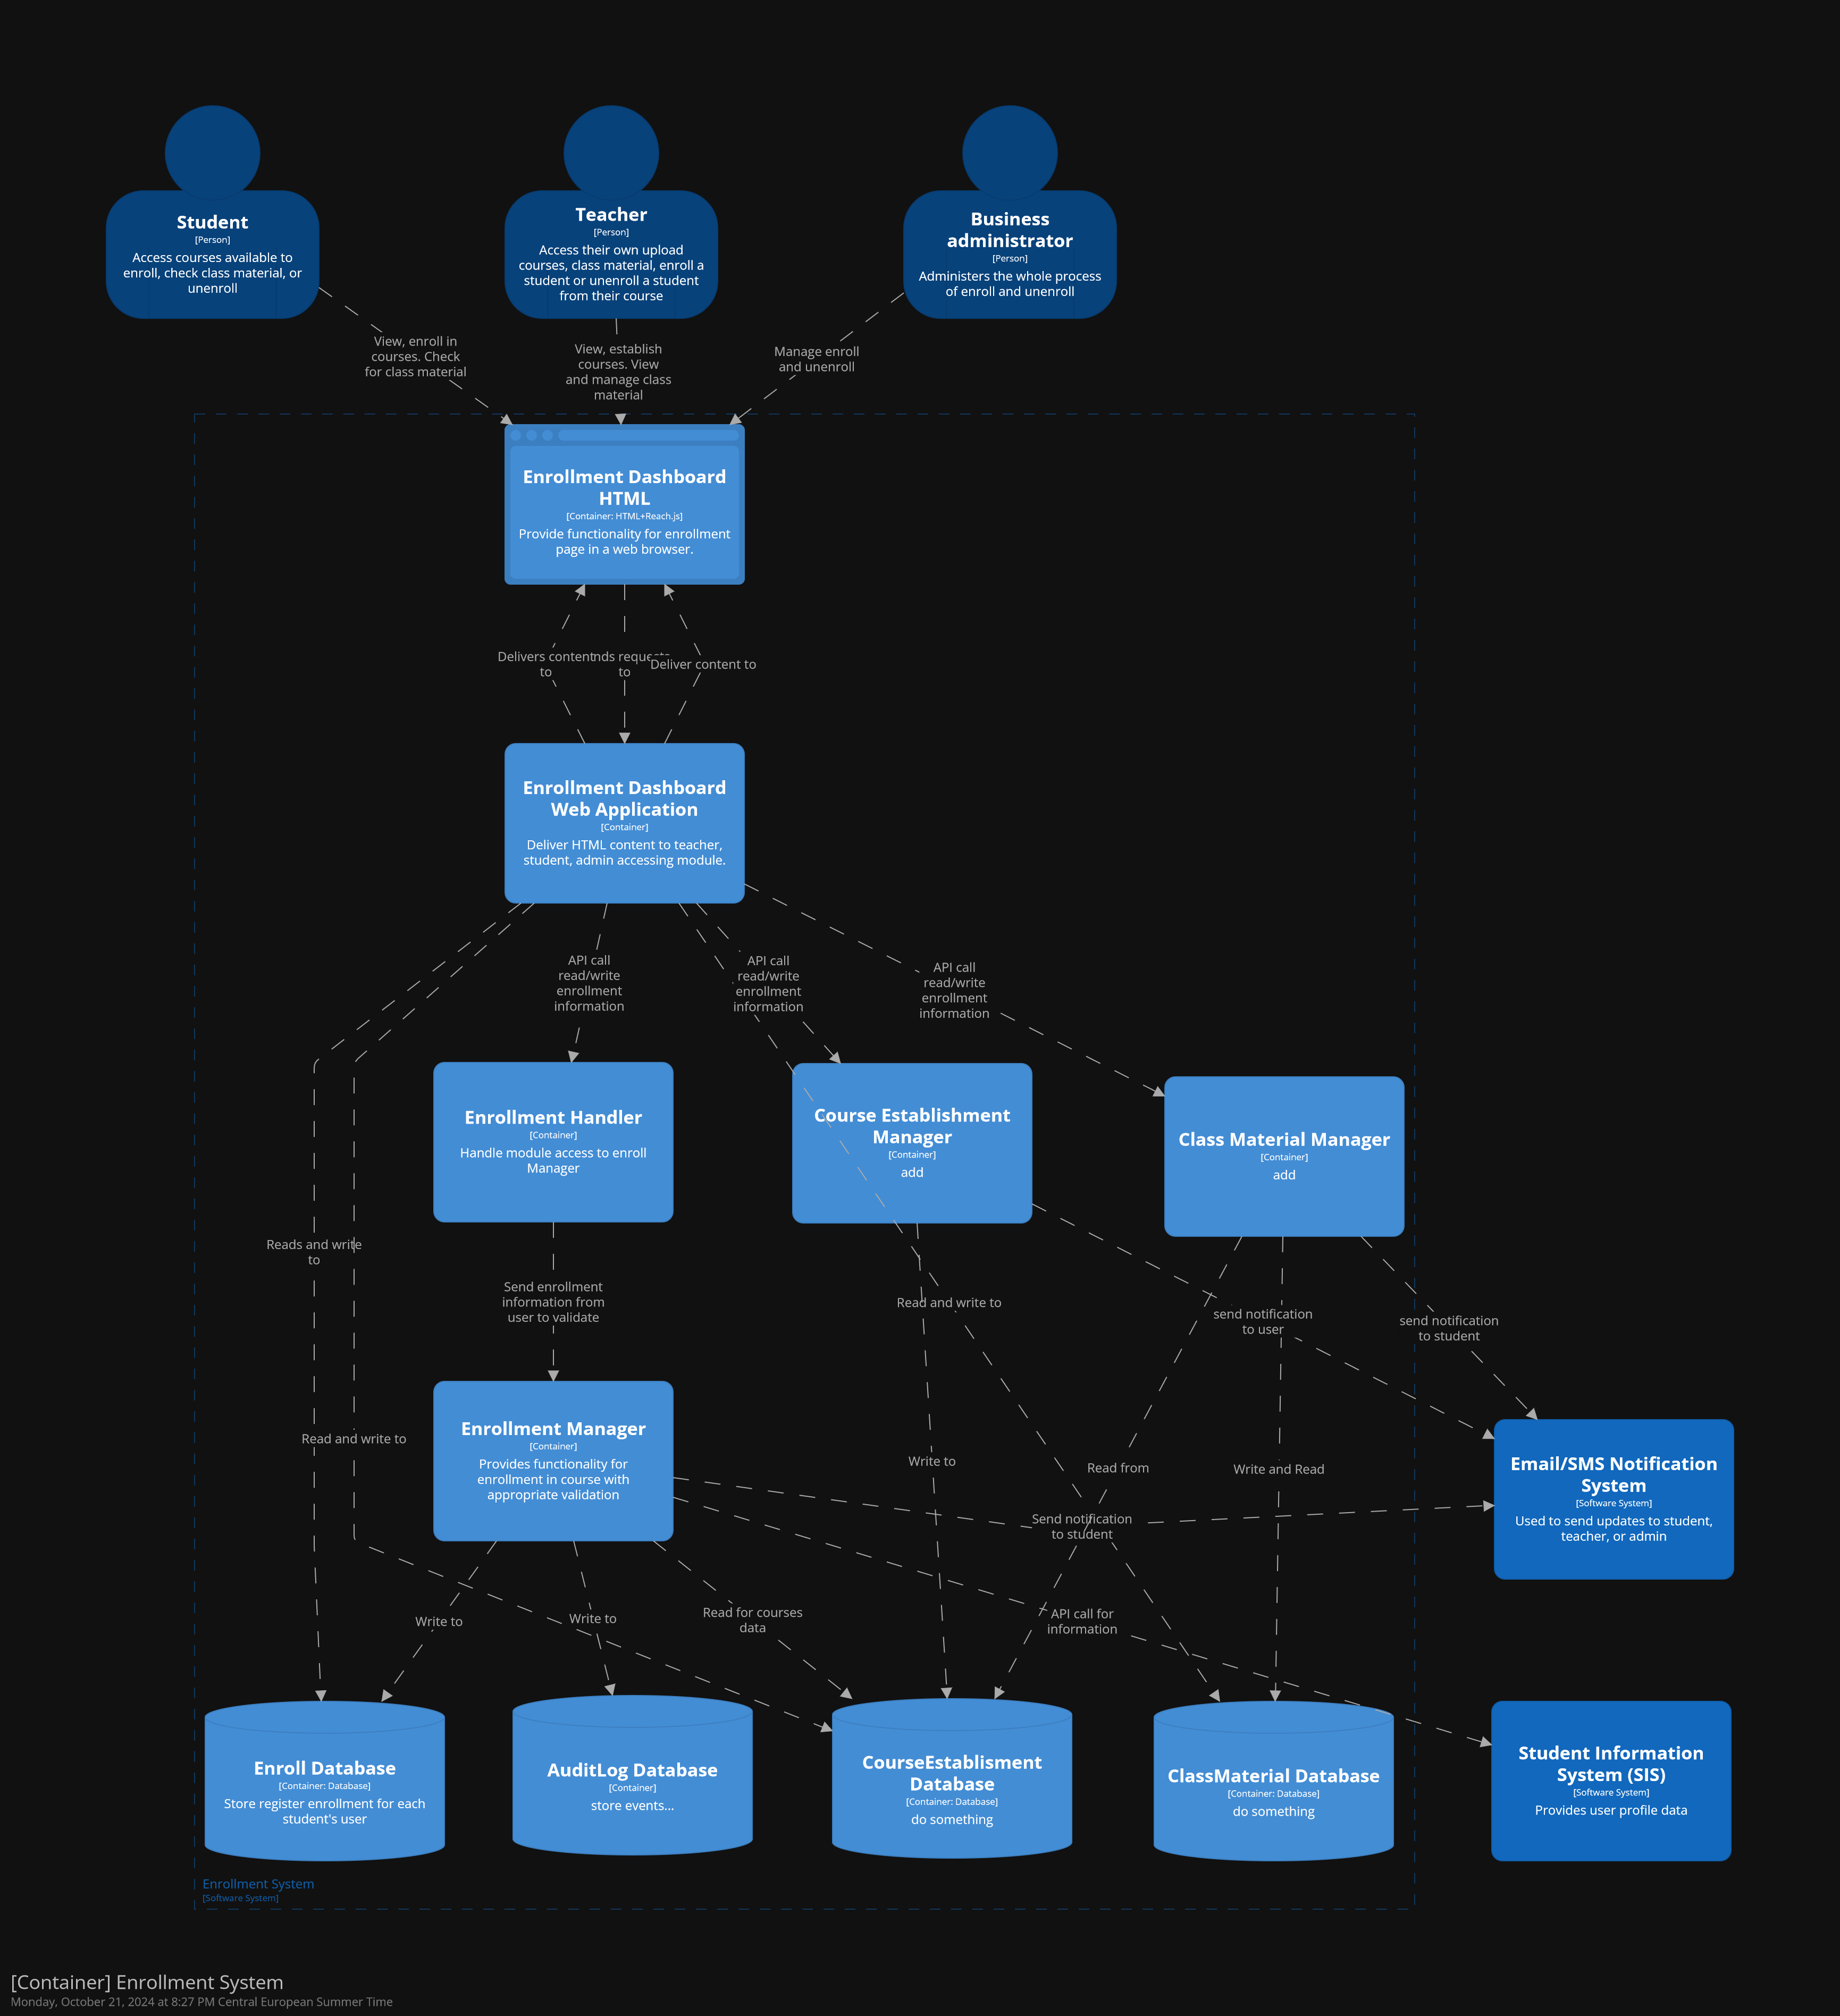 Student
[Person]
Access courses available to
enroll, check class material, or
unenroll
Teacher
[Person]
Access their own upload
courses, class material, enroll a
student or unenroll a student
from their course
Business
administrator
[Person]
Administers the whole process
of enroll and unenroll
View, enroll in
courses. Check
for class material
View, establish
courses. View
and manage class
material
Manage enroll
and unenroll
Enrollment Dashboard
HTML
[Container: HTML+Reach.js]
Provide functionality for enrollment
page in a web browser.
Delivers content
to
to
Deliver content to
Enrollment Dashboard
Web Application
[Container]
Deliver HTML content to teacher,
student, admin accessing module.
API call
read/write
enrollment
information
API call
read/write
enrollment
information
API call
read/write
enrollment
information
Enrollment Handler
[Container]
Handle module access to enroll
Manager
Course Establishment
Manager
[Container]
add
Class Material Manager
[Container]
add
Reads and write
to
Send enrollment
information from
user to validate
Read and write to
send notification
to user
send notification
to student
Enrollment Manager
[Container]
Provides functionality for
enrollment in course with
appropriate validation
Read and write to
Write to
Read from
Write and Read
Email/SMS Notification
System
[Software System]
Used to send updates to student,
teacher, or admin
Send notification
to student
Write to
Write to
Read for courses
data
API call for
information
Enroll Database
[Container: Database]
Store register enrollment for each
student's user
AuditLog Database
[Container]
store events...
CourseEstablisment
Database
[Container: Database]
do something
ClassMaterial Database
[Container: Database]
do something
Student Information
System (SIS)
[Software System]
Provides user profile data
Enrollment System
[Software System]
[Container] Enrollment System
Monday, October 21, 2024 at 8:27 PM Central European Summer Time